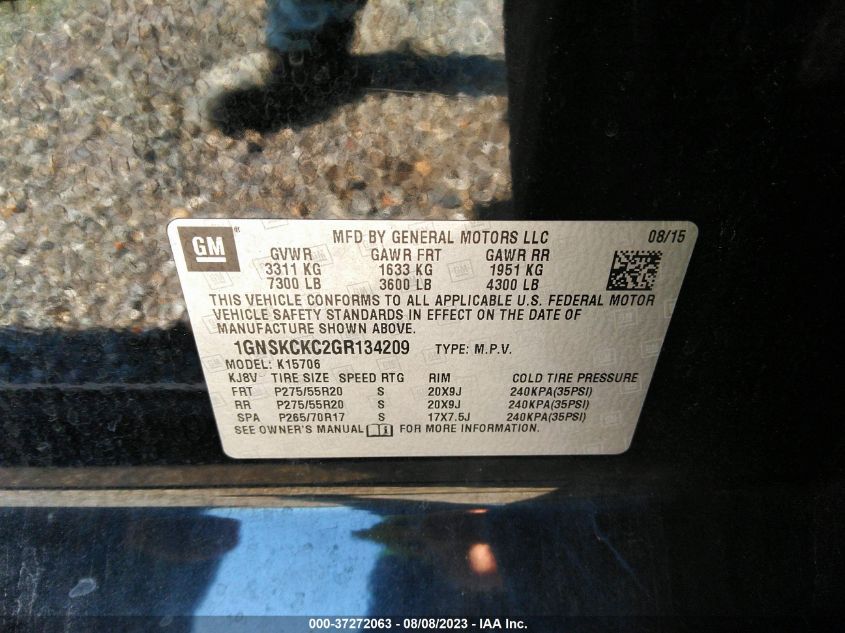 GM ® MFD BY GENERAL MOTORS LLC 08/15
GVWR GAWR FRT GAWR RR
3311 KG 1633 KG 1951 KG
7300 LB 3600 LB 4300 LB
THIS VEHICLE CONFORMS TO ALL APPLICABLE U.S. FEDERAL MOTOR
VEHICLE SAFETY STANDARDS IN EFFECT ON THE DATE OF
MANUFACTURE SHOWN ABOVE.
1GNSKCKC2GR134209 TYPE: M.P.V.
MODEL: K15706
KJ8V TIRE SIZE SPEED RTG RIM COLD TIRE PRESSURE
FRT P275/55R20 S 20X9J 240KPA(35PSI)
RR P275/55R20 S 20X9J 240KPA(35PSI)
SPA P265/70R17 S 17X7.5J 240KPA(35PSI)
SEE OWNER'S MANUAL FOR MORE INFORMATION.
000-37272063 - 08/08/2023 - IAA Inc.